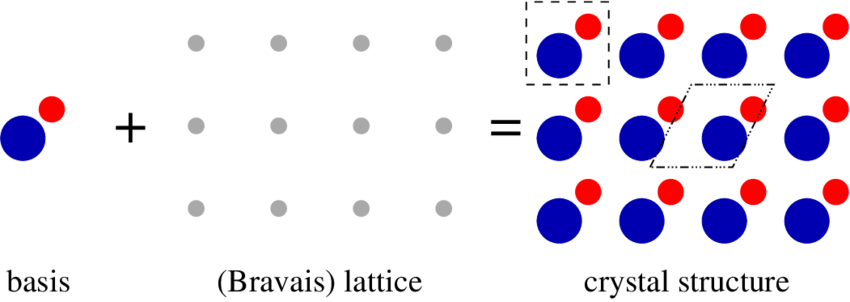 +
=
basis
(Bravais) lattice
crystal structure